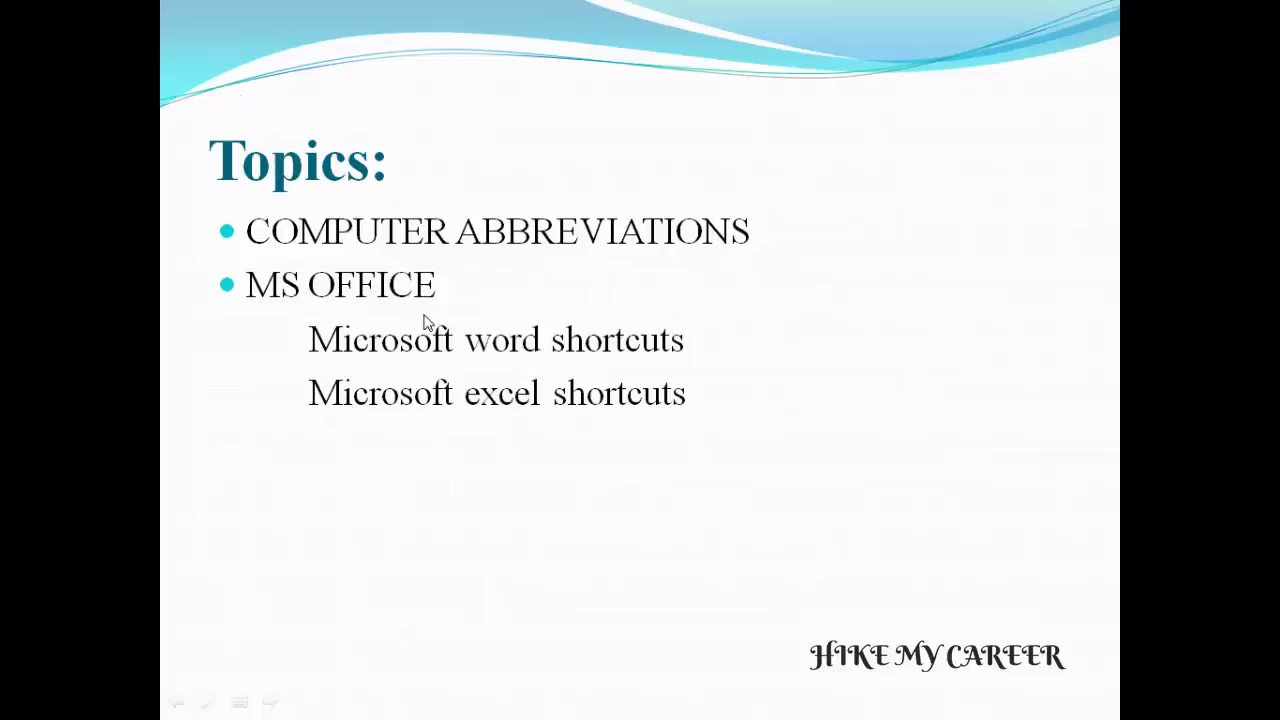 Topics:
COMPUTER ABBREVIATIONS
MS OFFICE
Microsoft word shortcuts
Microsoft excel shortcuts
HIKE MY CAREER